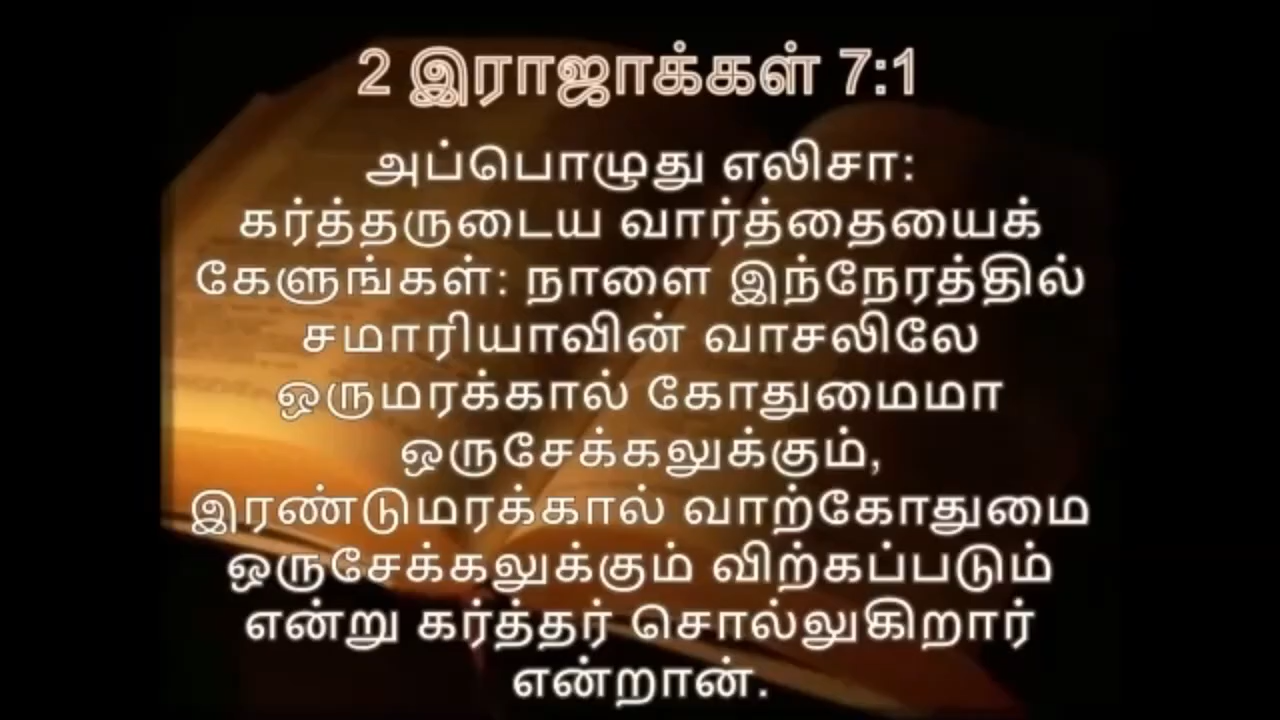 2 இராஜாக்கள் 7:1
அப்பொழுது எலிசா:
கர்த்தருடைய வார்த்தையைக்
கேளுங்கள்: நாளை இந்நேரத்தில்
சமாரியாவின் வாசலிலே
ஒருமரக்கால் கோதுமைமா
ஒருசேக்கலுக்கும்,
இரண்டுமரக்கால் வாற்கோதுமை
ஒருசேக்கலுக்கும் விற்கப்படும்
என்று கர்த்தர் சொல்லுகிறார்
என்றான்.